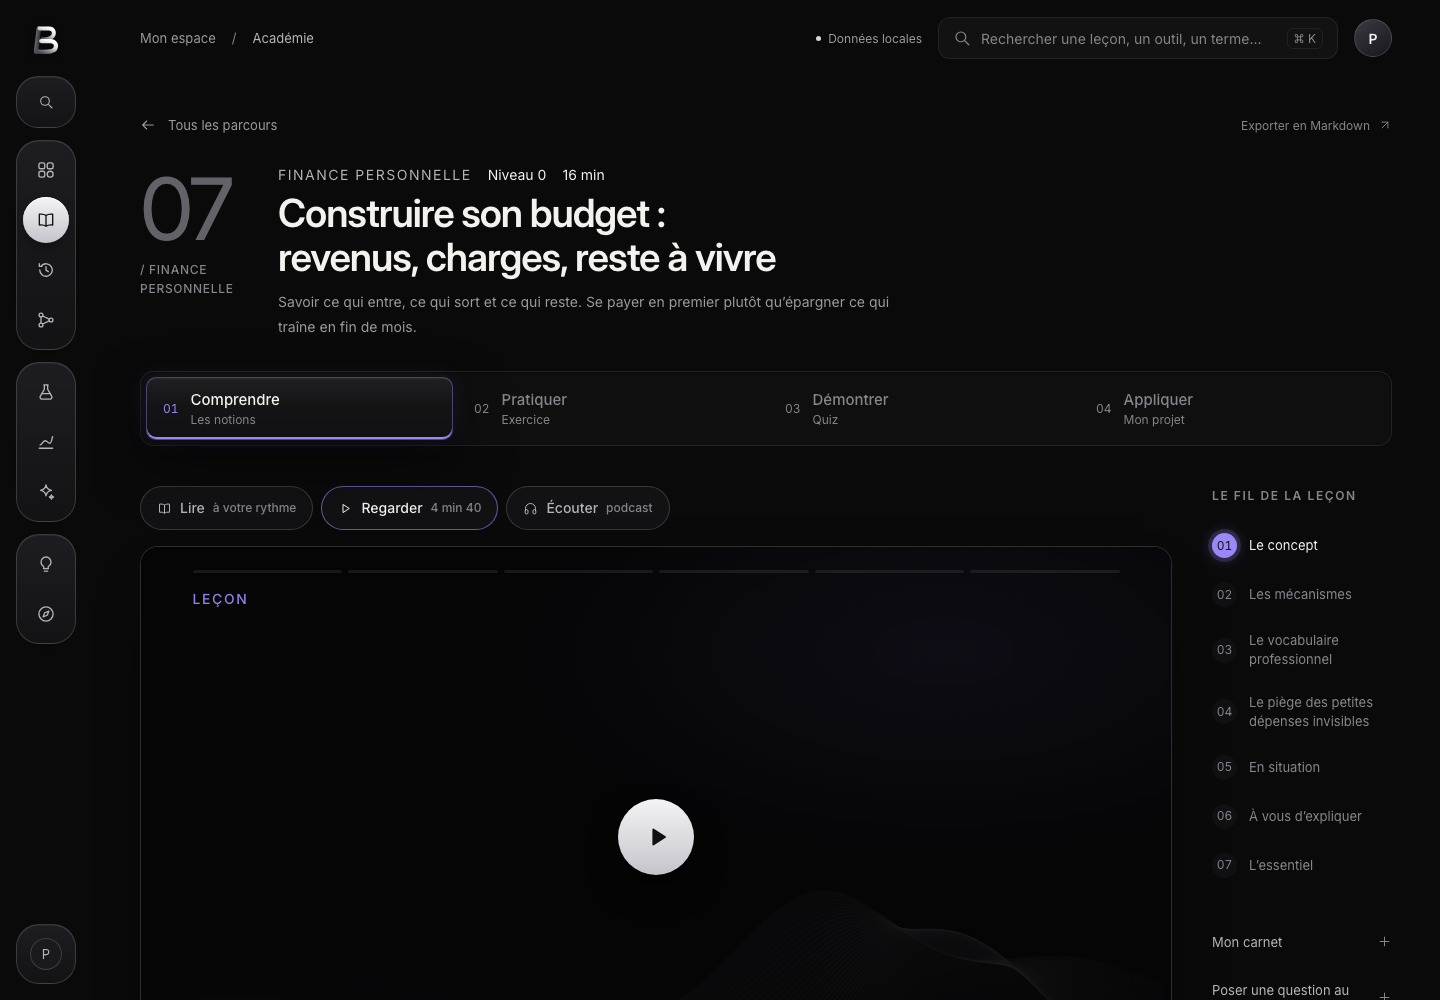 B
Mon espace / Académie
Données locales
Rechercher une leçon, un outil, un terme...
⌘ K
P
Tous les parcours
Exporter en Markdown
07
/ FINANCE
PERSONNELLE
FINANCE PERSONNELLE Niveau 0 16 min
Construire son budget :
revenus, charges, reste à vivre
Savoir ce qui entre, ce qui sort et ce qui reste. Se payer en premier plutôt qu’épargner ce qui
traîne en fin de mois.
01 Comprendre
Les notions
02 Pratiquer
Exercice
03 Démontrer
Quiz
04 Appliquer
Mon projet
Lire à votre rythme
Regarder 4 min 40
Écouter podcast
LEÇON
LE FIL DE LA LEÇON
01 Le concept
02 Les mécanismes
03 Le vocabulaire
professionnel
04 Le piège des petites
dépenses invisibles
05 En situation
06 À vous d’expliquer
07 L’essentiel
Mon carnet +
Poser une question au +
P